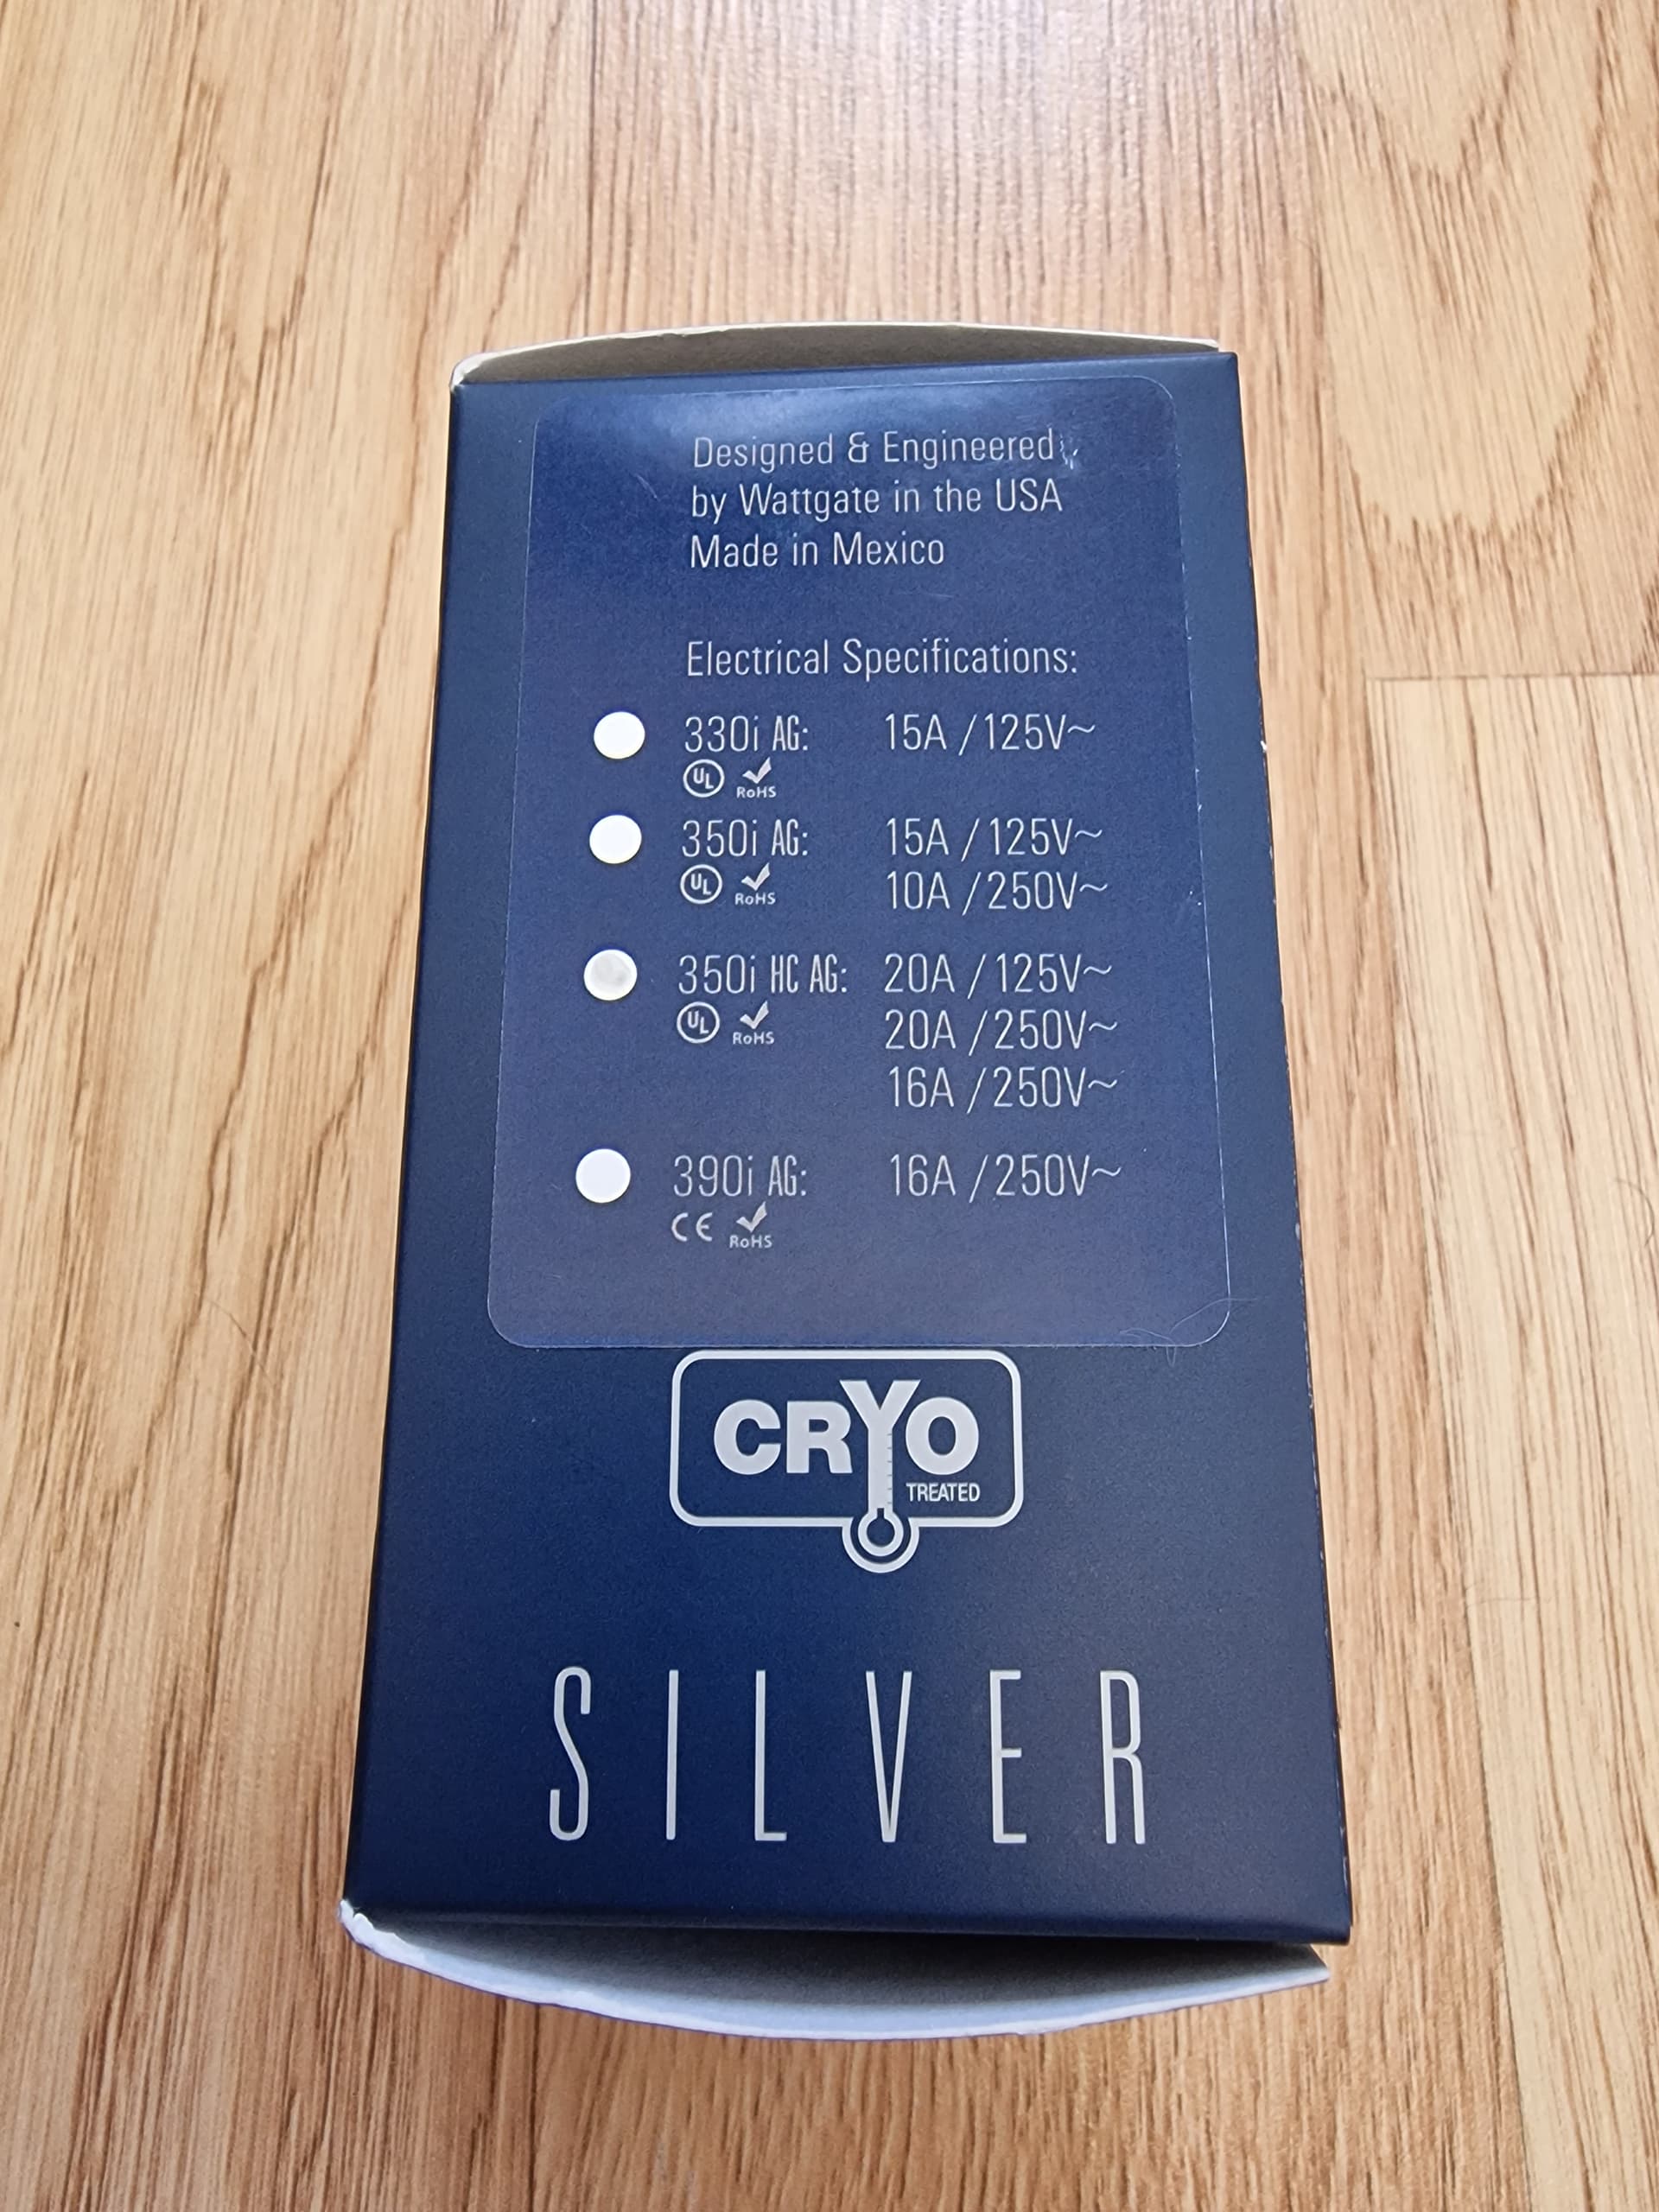 Designed & Engineered
by Wattgate in the USA
Made in Mexico
Electrical Specifications:
330i AG: 15A / 125V~
UL RoHS
350i AG: 15A / 125V~
UL RoHS 10A / 250V~
350i HC AG: 20A / 125V~
UL RoHS 20A / 250V~
16A / 250V~
390i AG: 16A / 250V~
CE RoHS
CRYO
TREATED
SILVER